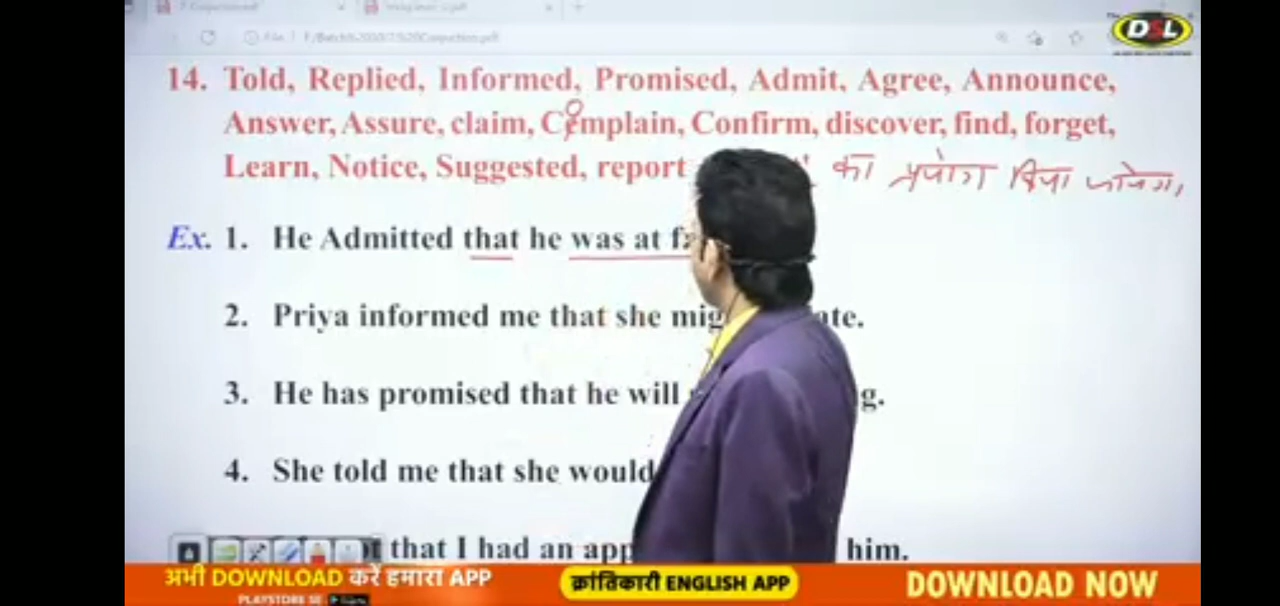 DSL
14. Told, Replied, Informed, Promised, Admit, Agree, Announce,
Answer, Assure, claim, Complain, Confirm, discover, find, forget,
Learn, Notice, Suggested, report का प्रयोग किया जायेगा।
Ex. 1. He Admitted that he was at
2. Priya informed me that she
3. He has promised that he will
4. She told me that she would
that I had an him.
अभी DOWNLOAD करें हमारा APP
PLAYSTORE SE
क्रांतिकारी ENGLISH APP
DOWNLOAD NOW